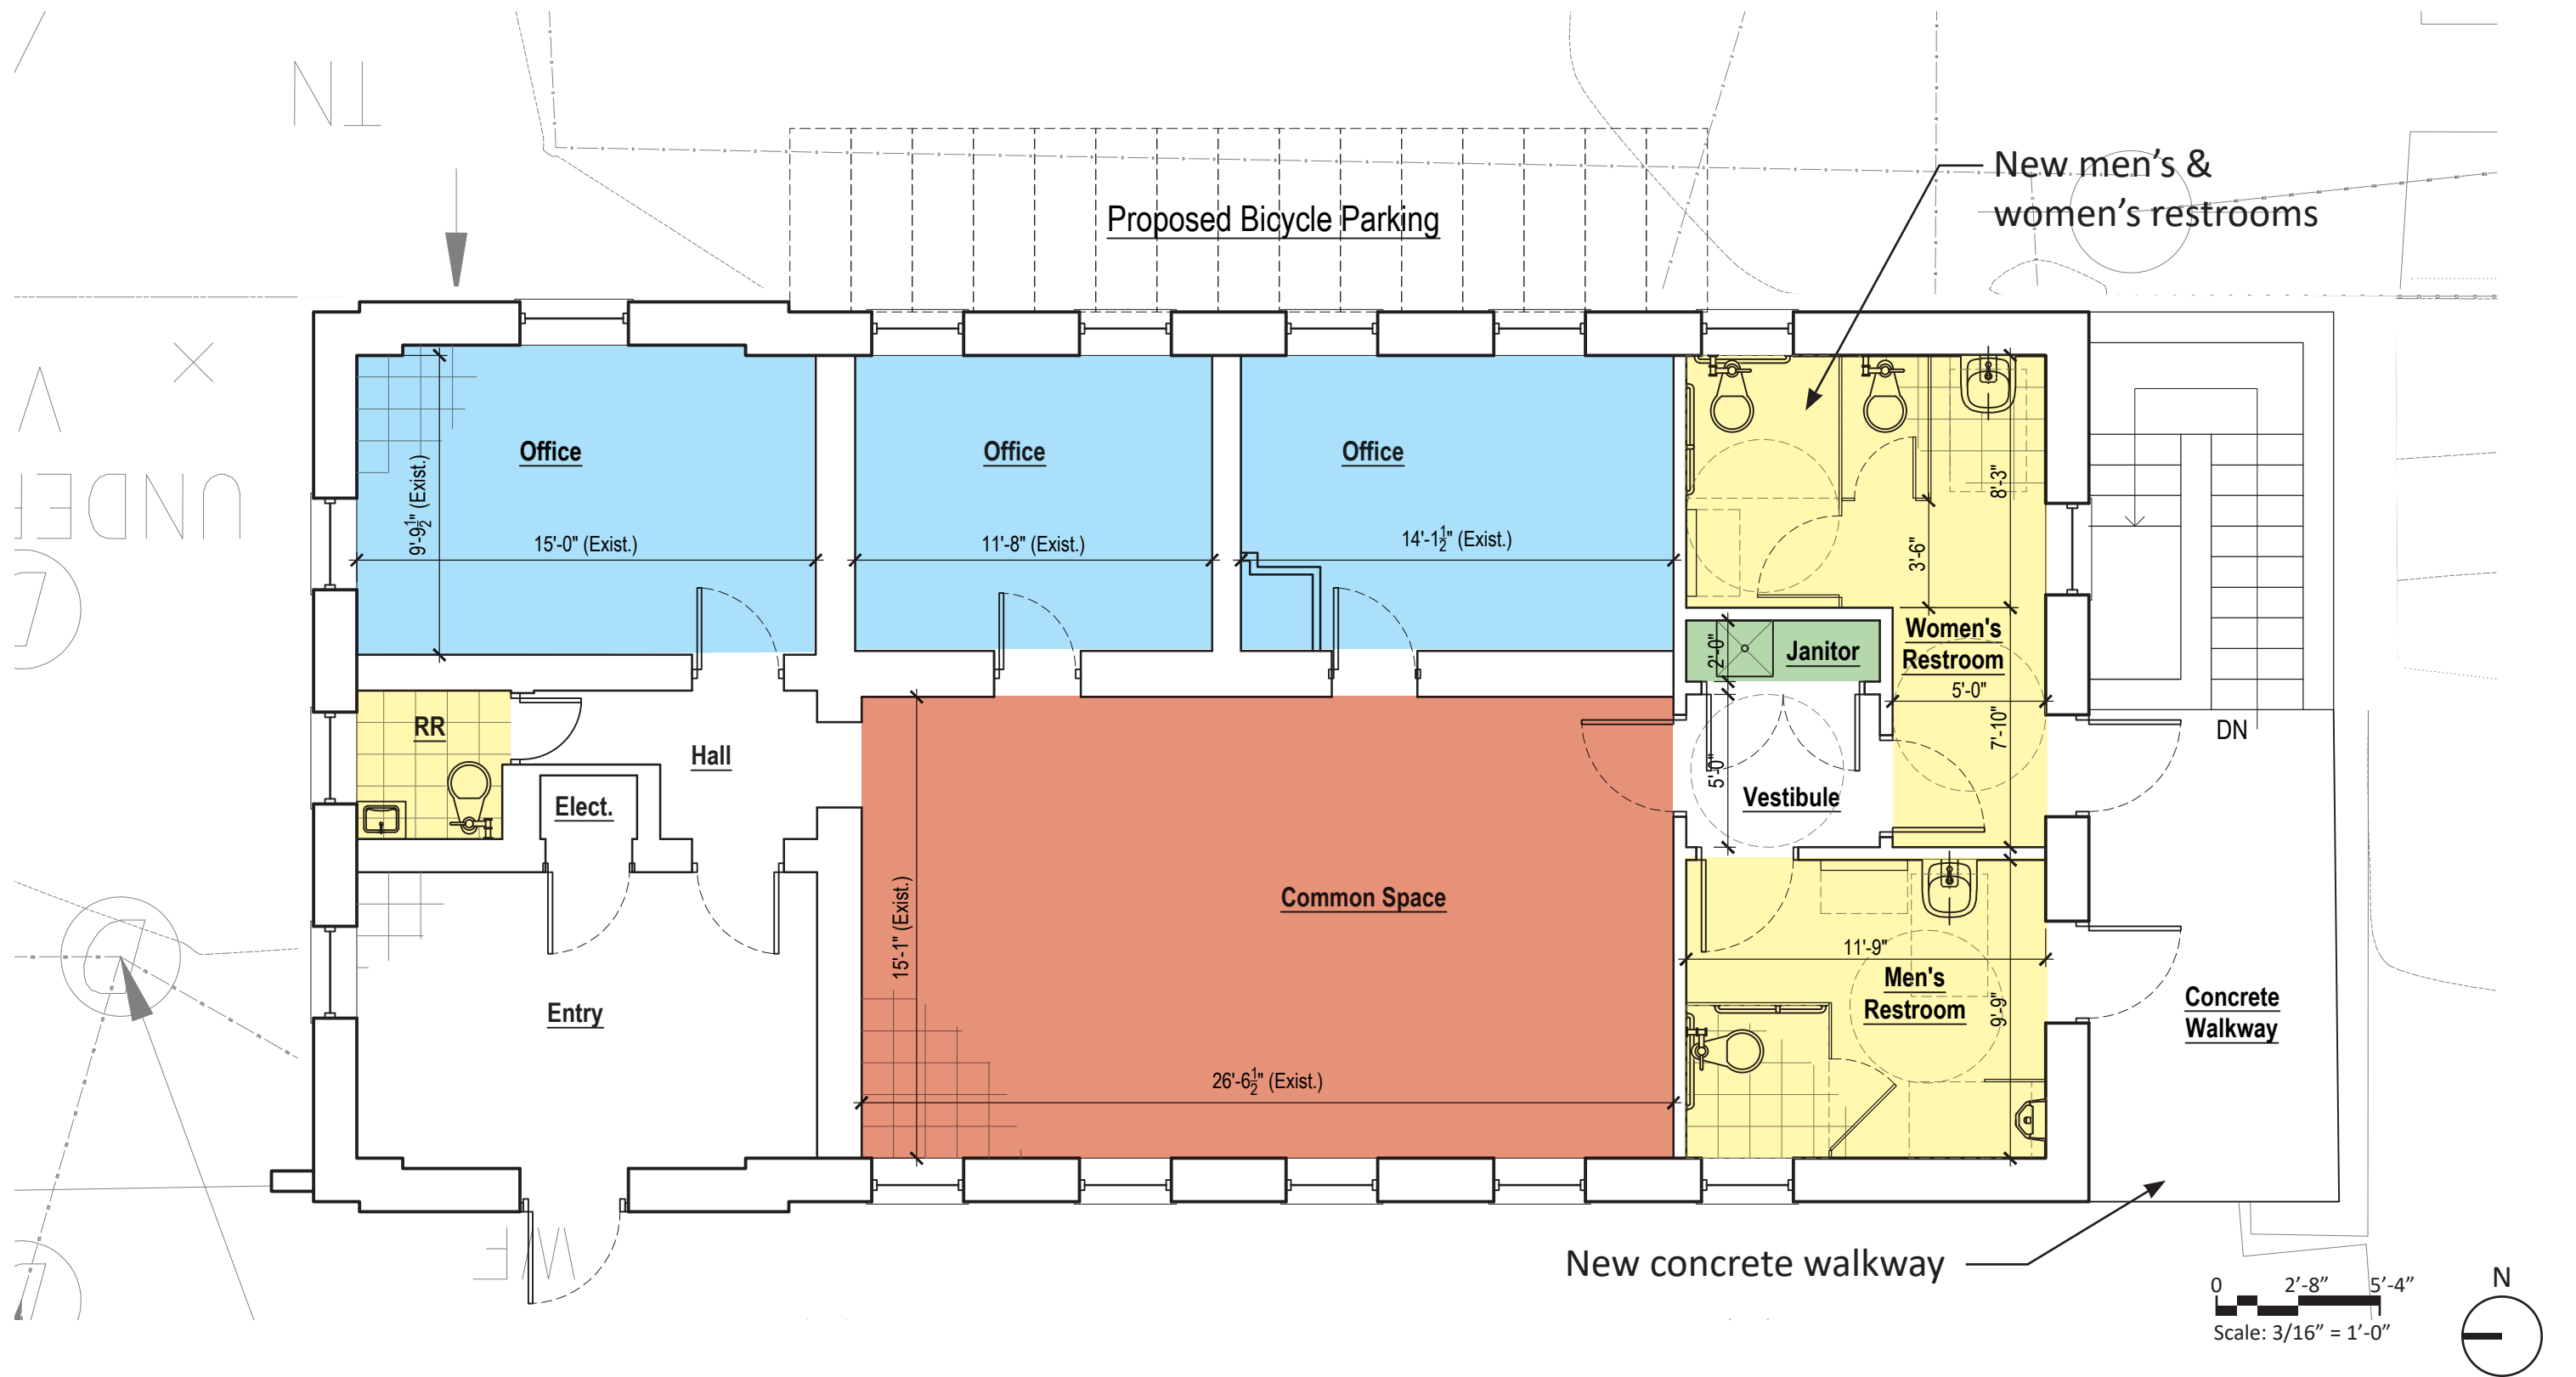 TN
New men's &
women's restrooms
Proposed Bicycle Parking
Office
Office
Office
9'-9½" (Exist.)
15'-0" (Exist.)
11'-8" (Exist.)
14'-1½" (Exist.)
8'-3"
3'-6"
UNDE
Women's
Restroom
5'-0"
7'-10"
2'-0"
Janitor
RR
Hall
Elect.
5'-0"
Vestibule
DN
Common Space
15'-1" (Exist.)
26'-6½" (Exist.)
11'-9"
Men's
Restroom
9'-9"
Entry
Concrete
Walkway
New concrete walkway
0 2'-8" 5'-4"
Scale: 3/16" = 1'-0"
N